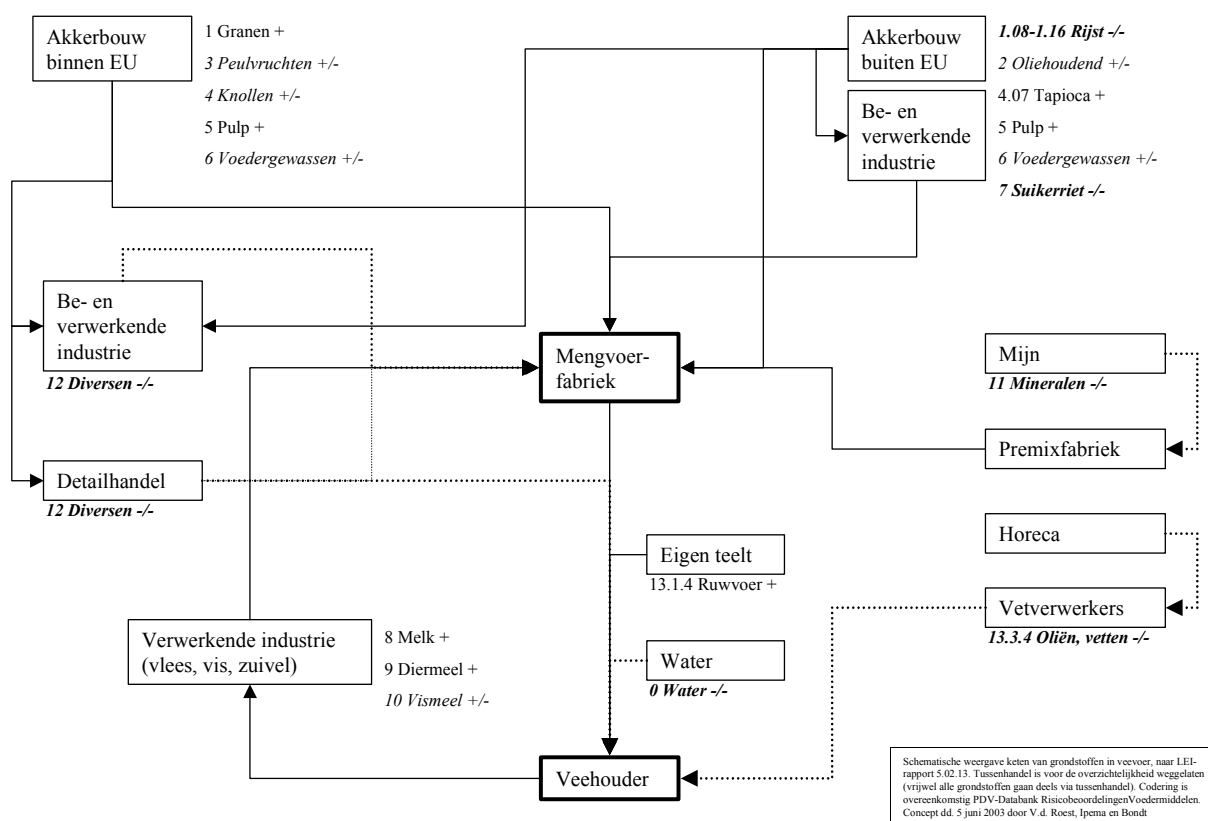 Akkerbouw
binnen EU
1 Granen +
3 Peulvruchten +/-
4 Knollen +/-
5 Pulp +
6 Voedergewassen +/-
Akkerbouw
buiten EU
1.08-1.16 Rijst -/-
2 Oliehoudend +/-
4.07 Tapioca +
5 Pulp +
6 Voedergewassen +/-
7 Suikerriet -/-
Be- en
verwerkende
industrie
Be- en
verwerkende
industrie
12 Diversen -/-
Mengvoer-
fabriek
Mijn
11 Mineralen -/-
Premixfabriek
Detailhandel
12 Diversen -/-
Eigen teelt
13.1.4 Ruwvoer +
Horeca
Vetverwerkers
13.3.4 Oliën, vetten -/-
Verwerkende industrie
(vlees, vis, zuivel)
8 Melk +
9 Diermeel +
10 Vismeel +/-
Water
0 Water -/-
Veehouder
Schematische weergave keten van grondstoffen in veevoer, naar LEI-
rapport 5.02.13. Tussenhandel is voor de overzichtelijkheid weggelaten
(vrijwel alle grondstoffen gaan deels via tussenhandel). Codering is
overeenkomstig PDV-Databank RisicobeoordelingenVoedermiddelen.
Concept dd. 5 juni 2003 door V.d. Roest, Ipema en Bondt